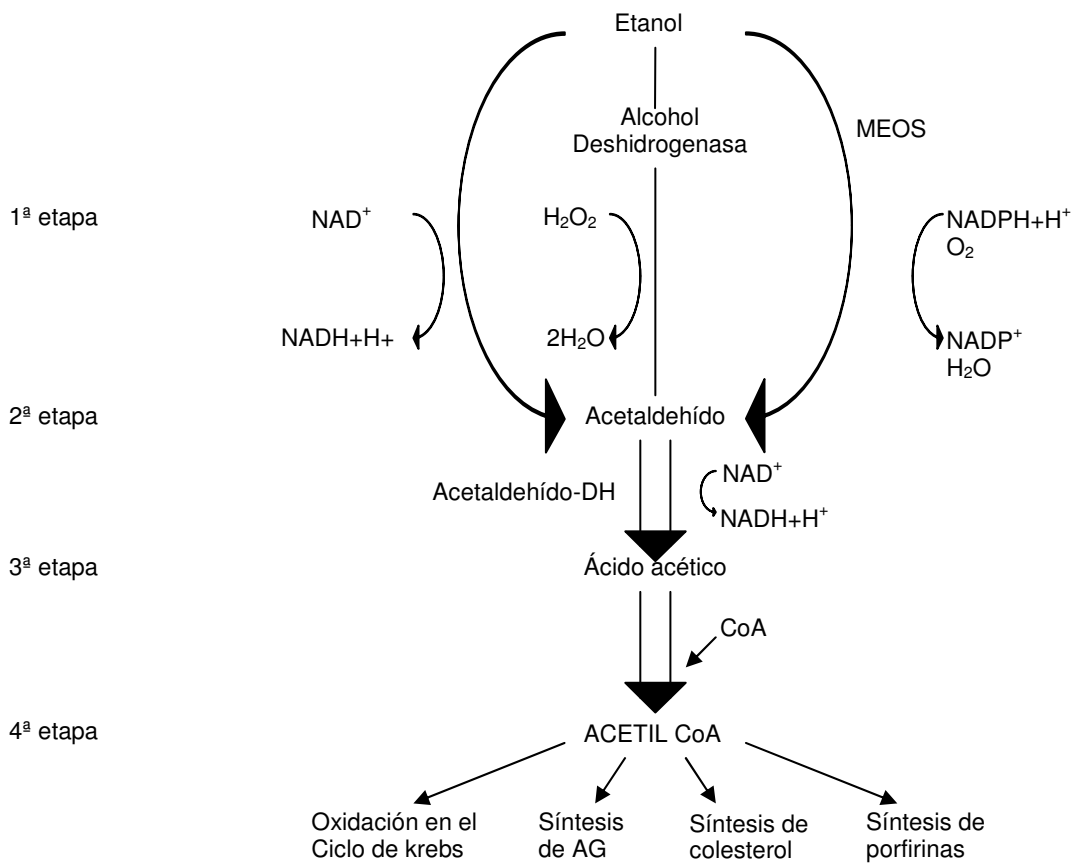 Etanol
Alcohol
Deshidrogenasa
MEOS
1ª etapa
NAD⁺
H₂O₂
NADPH+H⁺
O₂
NADH+H+
2H₂O
NADP⁺
H₂O
2ª etapa
Acetaldehído
Acetaldehído-DH
NAD⁺
NADH+H⁺
3ª etapa
Ácido acético
CoA
4ª etapa
ACETIL CoA
Oxidación en el
Ciclo de krebs
Síntesis
de AG
Síntesis de
colesterol
Síntesis de
porfirinas